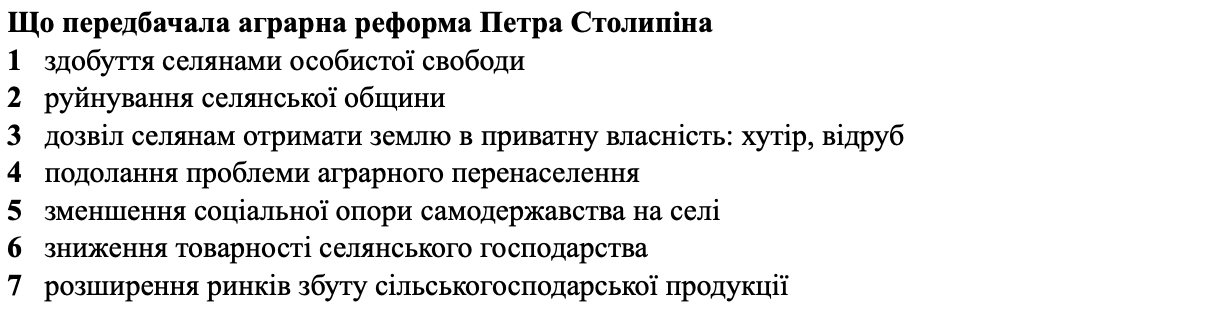 Що передбачала аграрна реформа Петра Столипіна
1 здобуття селянами особистої свободи
2 руйнування селянської общини
3 дозвіл селянам отримати землю в приватну власність: хутір, відруб
4 подолання проблеми аграрного перенаселення
5 зменшення соціальної опори самодержавства на селі
6 зниження товарності селянського господарства
7 розширення ринків збуту сільськогосподарської продукції